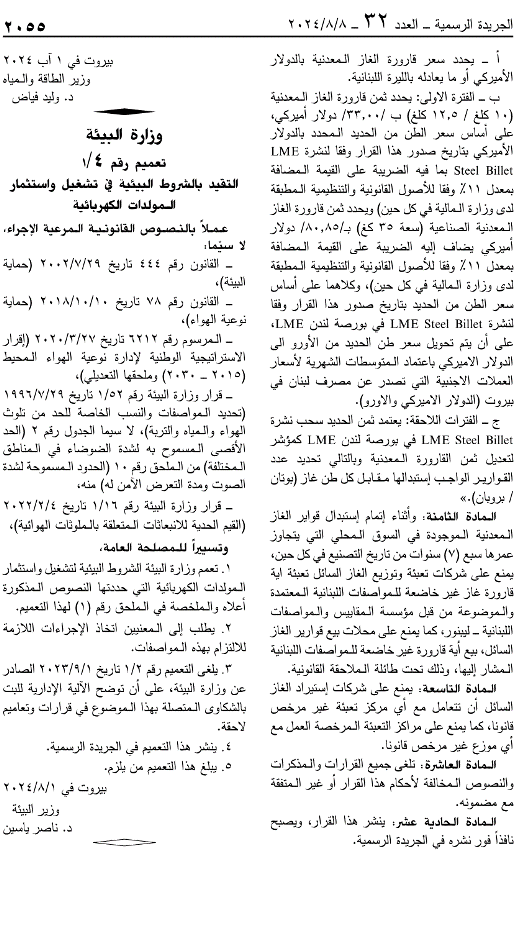 الجريدة الرسمية ــ العدد ٣٢ ــ ٢٠٢٤/٨/٨
٢٠٥٥
أ ــ يحدد سعر قارورة الغاز المعدنية بالدولار
الأميركي أو ما يعادله بالليرة اللبنانية.
ب ــ الفترة الاولى: يحدد ثمن قارورة الغاز المعدنية
(١٠ كلغ / ١٢,٥ كلغ) ب /٣٣,٠٠/ دولار أميركي،
على أساس سعر الطن من الحديد المحدد بالدولار
الأميركي بتاريخ صدور هذا القرار وفقا لنشرة LME
Steel Billet بما فيه الضريبة على القيمة المضافة
بمعدل ١١٪ وفقا للأصول القانونية والتنظيمية المطبقة
لدى وزارة المالية في كل حين) ويحدد ثمن قارورة الغاز
المعدنية الصناعية (سعة ٣٥ كغ) بـ/٨٠,٨٥/ دولار
أميركي يضاف إليه الضريبة على القيمة المضافة
بمعدل ١١٪ وفقا للأصول القانونية والتنظيمية المطبقة
لدى وزارة المالية في كل حين)، وكلاهما على أساس
سعر الطن من الحديد بتاريخ صدور هذا القرار وفقا
لنشرة LME Steel Billet في بورصة لندن LME،
على أن يتم تحويل سعر طن الحديد من الأورو الى
الدولار الاميركي باعتماد المتوسطات الشهرية لأسعار
العملات الاجنبية التي تصدر عن مصرف لبنان في
بيروت (الدولار الاميركي والاورو).
ج ــ الفترات اللاحقة: يعتمد ثمن الحديد سحب نشرة
LME Steel Billet في بورصة لندن LME كمؤشر
لتعديل ثمن القارورة المعدنية وبالتالي تحديد عدد
القوارير الواجب إستبدالها مقابل كل طن غاز (بوتان
/ بروبان).»
المادة الثامنة: وأثناء إتمام إستبدال قوارير الغاز
المعدنية الموجودة في السوق المحلي التي يتجاوز
عمرها سبع (٧) سنوات من تاريخ التصنيع في كل حين،
يمنع على شركات تعبئة وتوزيع الغاز السائل تعبئة اية
قارورة غاز غير خاضعة للمواصفات اللبنانية المعتمدة
والموضوعة من قبل مؤسسة المقاييس والمواصفات
اللبنانية ــ ليبنور، كما يمنع على محلات بيع قوارير الغاز
السائل، بيع أية قارورة غير خاضعة للمواصفات اللبنانية
المشار إليها، وذلك تحت طائلة الملاحقة القانونية.
المادة التاسعة: يمنع على شركات إستيراد الغاز
السائل أن تتعامل مع أي مركز تعبئة غير مرخص
قانونا، كما يمنع على مراكز التعبئة المرخصة العمل مع
أي موزع غير مرخص قانونا.
المادة العاشرة: تلغى جميع القرارات والمذكرات
والنصوص المخالفة لأحكام هذا القرار أو غير المتفقة
مع مضمونه.
المادة الحادية عشر: ينشر هذا القرار، ويصبح
نافذاً فور نشره في الجريدة الرسمية.
بيروت في ١ آب ٢٠٢٤
وزير الطاقة والمياه
د. وليد فياض
وزارة البيئة
تعميم رقم ١/٤
التقيد بالشروط البيئية في تشغيل واستثمار
المولدات الكهربائية
عملاً بالنصوص القانونية المرعية الإجراء،
لا سيما:
ــ القانون رقم ٤٤٤ تاريخ ٢٠٠٢/٧/٢٩ (حماية
البيئة)،
ــ القانون رقم ٧٨ تاريخ ٢٠١٨/١٠/١٠ (حماية
نوعية الهواء)،
ــ المرسوم رقم ٦٢١٢ تاريخ ٢٠٢٠/٣/٢٧ (إقرار
الاستراتيجية الوطنية لإدارة نوعية الهواء المحيط
(٢٠١٥ ــ ٢٠٣٠) وملحقها التعديلي)،
ــ قرار وزارة البيئة رقم ١/٥٢ تاريخ ١٩٩٦/٧/٢٩
(تحديد المواصفات والنسب الخاصة للحد من تلوث
الهواء والمياه والتربة)، لا سيما الجدول رقم ٢ (الحد
الأقصى المسموح به لشدة الضوضاء في المناطق
المختلفة) من الملحق رقم ١٠ (الحدود المسموحة لشدة
الصوت ومدة التعرض الآمن له) منه،
ــ قرار وزارة البيئة رقم ١/١٦ تاريخ ٢٠٢٢/٢/٤
(القيم الحدية للانبعاثات المتعلقة بالملوثات الهوائية)،
وتسييراً للمصلحة العامة،
١. تعمم وزارة البيئة الشروط البيئية لتشغيل واستثمار
المولدات الكهربائية التي حددتها النصوص المذكورة
أعلاه والملخصة في الملحق رقم (١) لهذا التعميم.
٢. يطلب إلى المعنيين اتخاذ الإجراءات اللازمة
للالتزام بهذه المواصفات.
٣. يلغى التعميم رقم ١/٢ تاريخ ٢٠٢٣/٩/١ الصادر
عن وزارة البيئة، على أن توضح الآلية الإدارية للبت
بالشكاوى المتصلة بهذا الموضوع في قرارات وتعاميم
لاحقة.
٤. ينشر هذا التعميم في الجريدة الرسمية.
٥. يبلغ هذا التعميم من يلزم.
بيروت في ٢٠٢٤/٨/١
وزير البيئة
د. ناصر ياسين